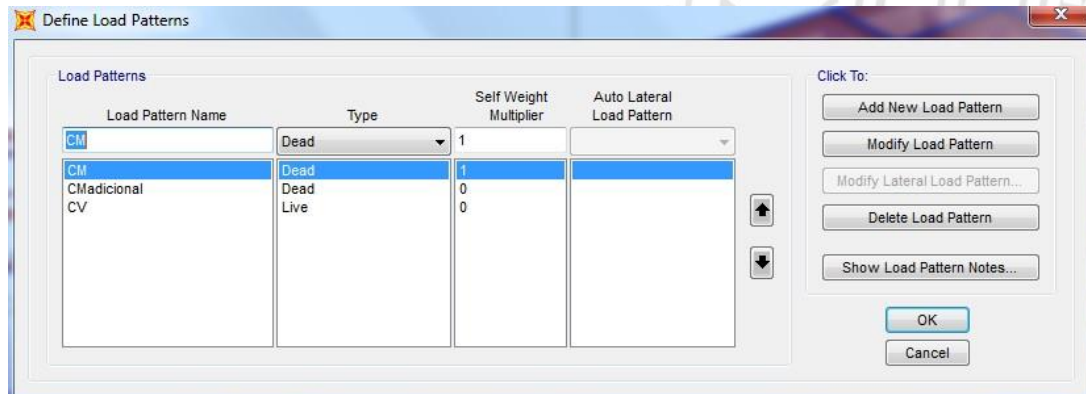 Define Load Patterns
Load Patterns
Click To:
Load Pattern Name
Type
Self Weight
Multiplier
Auto Lateral
Load Pattern
CM
Dead
1
CM Dead 1
CMadicional Dead 0
CV Live 0
Add New Load Pattern
Modify Load Pattern
Modify Lateral Load Pattern...
Delete Load Pattern
Show Load Pattern Notes...
OK
Cancel